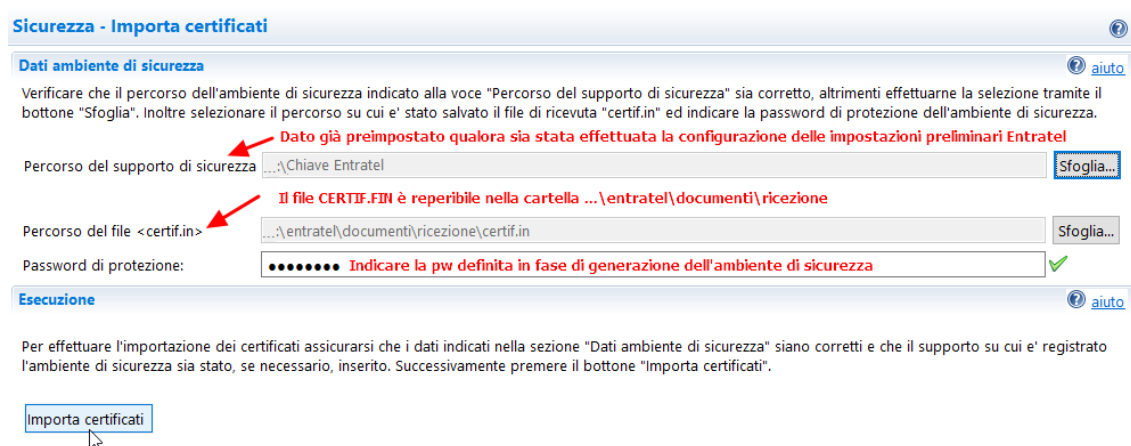 Sicurezza - Importa certificati
Dati ambiente di sicurezza
aiuto
Verificare che il percorso dell'ambiente di sicurezza indicato alla voce "Percorso del supporto di sicurezza" sia corretto, altrimenti effettuarne la selezione tramite il
bottone "Sfoglia". Inoltre selezionare il percorso su cui e' stato salvato il file di ricevuta "certif.in" ed indicare la password di protezione dell'ambiente di sicurezza.
Dato già preimpostato qualora sia stata effettuata la configurazione delle impostazioni preliminari Entratel
Percorso del supporto di sicurezza ...:\Chiave Entratel Sfoglia...
Il file CERTIF.FIN è reperibile nella cartella ...\entratel\documenti\ricezione
Percorso del file <certif.in> ...:\entratel\documenti\ricezione\certif.in Sfoglia...
Password di protezione: ●●●●●●●● Indicare la pw definita in fase di generazione dell'ambiente di sicurezza
Esecuzione
aiuto
Per effettuare l'importazione dei certificati assicurarsi che i dati indicati nella sezione "Dati ambiente di sicurezza" siano corretti e che il supporto su cui e' registrato
l'ambiente di sicurezza sia stato, se necessario, inserito. Successivamente premere il bottone "Importa certificati".
Importa certificati